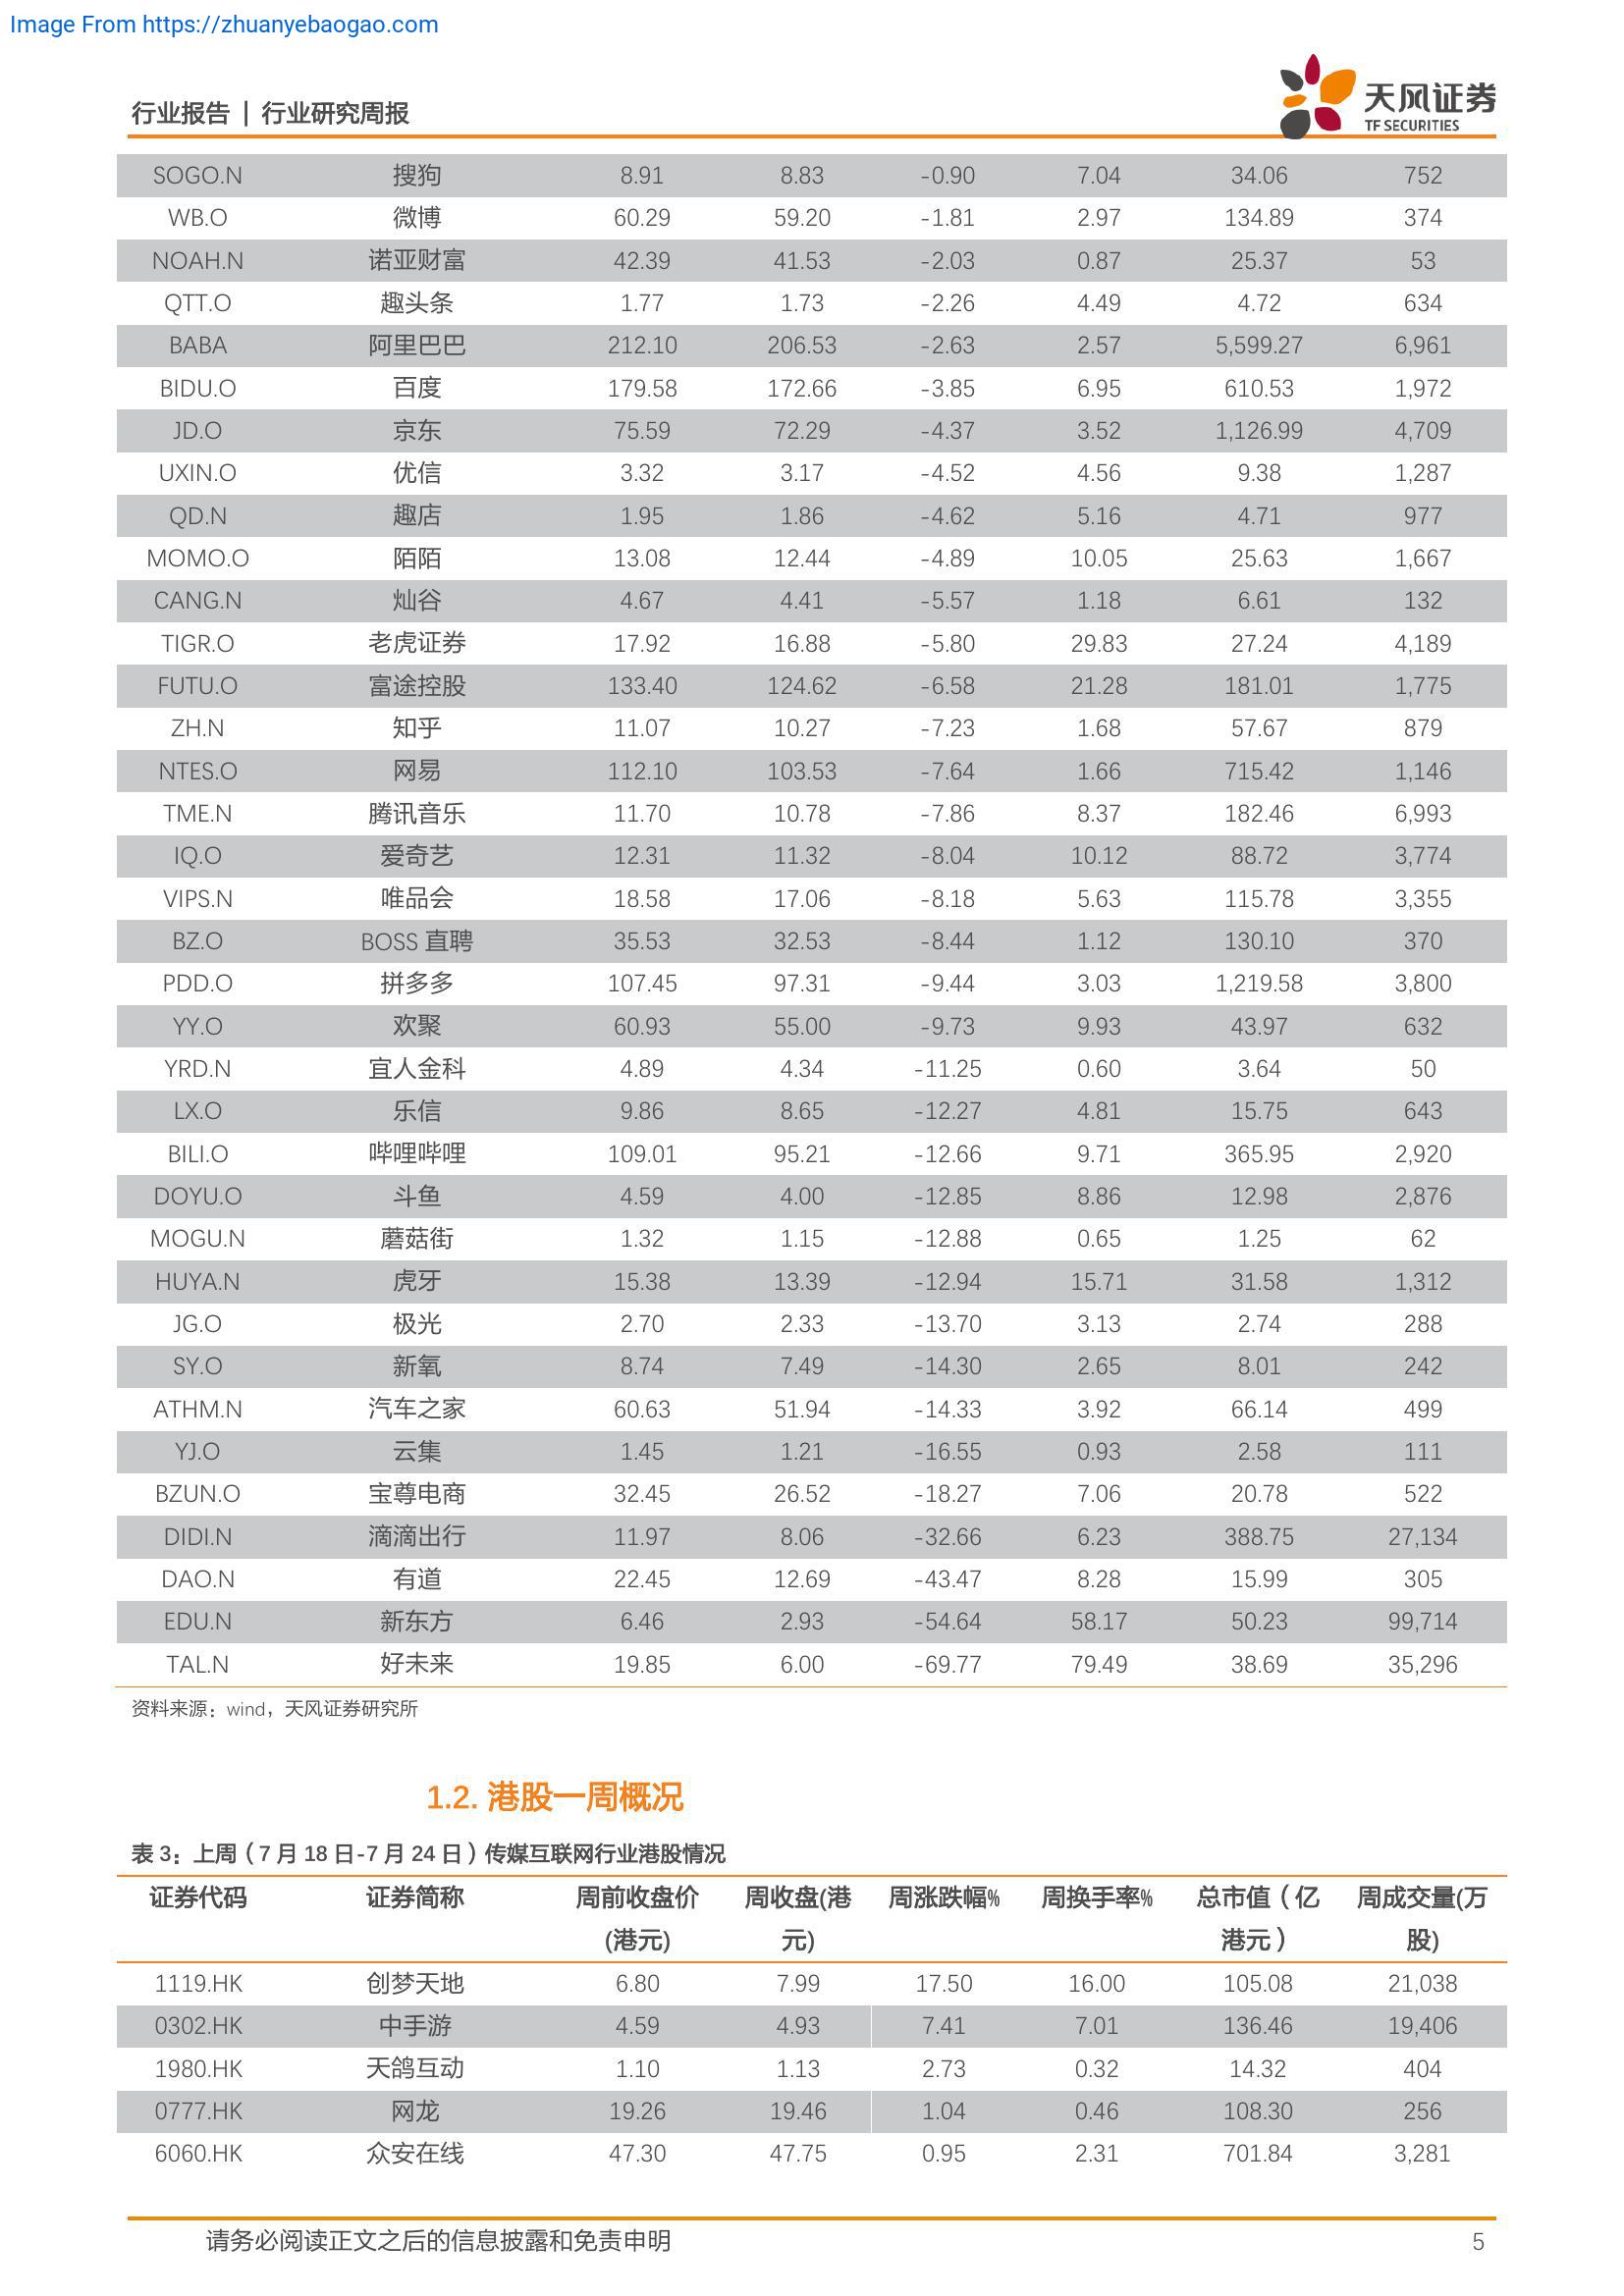 Image From https://zhuanyebaogao.com
行业报告 | 行业研究周报
天风证券
TF SECURITIES
SOGO.N 搜狗 8.91 8.83 -0.90 7.04 34.06 752
WB.O 微博 60.29 59.20 -1.81 2.97 134.89 374
NOAH.N 诺亚财富 42.39 41.53 -2.03 0.87 25.37 53
QTT.O 趣头条 1.77 1.73 -2.26 4.49 4.72 634
BABA 阿里巴巴 212.10 206.53 -2.63 2.57 5,599.27 6,961
BIDU.O 百度 179.58 172.66 -3.85 6.95 610.53 1,972
JD.O 京东 75.59 72.29 -4.37 3.52 1,126.99 4,709
UXIN.O 优信 3.32 3.17 -4.52 4.56 9.38 1,287
QD.N 趣店 1.95 1.86 -4.62 5.16 4.71 977
MOMO.O 陌陌 13.08 12.44 -4.89 10.05 25.63 1,667
CANG.N 灿谷 4.67 4.41 -5.57 1.18 6.61 132
TIGR.O 老虎证券 17.92 16.88 -5.80 29.83 27.24 4,189
FUTU.O 富途控股 133.40 124.62 -6.58 21.28 181.01 1,775
ZH.N 知乎 11.07 10.27 -7.23 1.68 57.67 879
NTES.O 网易 112.10 103.53 -7.64 1.66 715.42 1,146
TME.N 腾讯音乐 11.70 10.78 -7.86 8.37 182.46 6,993
IQ.O 爱奇艺 12.31 11.32 -8.04 10.12 88.72 3,774
VIPS.N 唯品会 18.58 17.06 -8.18 5.63 115.78 3,355
BZ.O BOSS 直聘 35.53 32.53 -8.44 1.12 130.10 370
PDD.O 拼多多 107.45 97.31 -9.44 3.03 1,219.58 3,800
YY.O 欢聚 60.93 55.00 -9.73 9.93 43.97 632
YRD.N 宜人金科 4.89 4.34 -11.25 0.60 3.64 50
LX.O 乐信 9.86 8.65 -12.27 4.81 15.75 643
BILI.O 哔哩哔哩 109.01 95.21 -12.66 9.71 365.95 2,920
DOYU.O 斗鱼 4.59 4.00 -12.85 8.86 12.98 2,876
MOGU.N 蘑菇街 1.32 1.15 -12.88 0.65 1.25 62
HUYA.N 虎牙 15.38 13.39 -12.94 15.71 31.58 1,312
JG.O 极光 2.70 2.33 -13.70 3.13 2.74 288
SY.O 新氧 8.74 7.49 -14.30 2.65 8.01 242
ATHM.N 汽车之家 60.63 51.94 -14.33 3.92 66.14 499
YJ.O 云集 1.45 1.21 -16.55 0.93 2.58 111
BZUN.O 宝尊电商 32.45 26.52 -18.27 7.06 20.78 522
DIDI.N 滴滴出行 11.97 8.06 -32.66 6.23 388.75 27,134
DAO.N 有道 22.45 12.69 -43.47 8.28 15.99 305
EDU.N 新东方 6.46 2.93 -54.64 58.17 50.23 99,714
TAL.N 好未来 19.85 6.00 -69.77 79.49 38.69 35,296
资料来源：wind，天风证券研究所
1.2. 港股一周概况
表 3：上周（7 月 18 日-7 月 24 日）传媒互联网行业港股情况
证券代码 证券简称 周前收盘价 周收盘(港 周涨跌幅% 周换手率% 总市值（亿 周成交量(万
(港元) 元) 港元） 股)
1119.HK 创梦天地 6.80 7.99 17.50 16.00 105.08 21,038
0302.HK 中手游 4.59 4.93 7.41 7.01 136.46 19,406
1980.HK 天鸽互动 1.10 1.13 2.73 0.32 14.32 404
0777.HK 网龙 19.26 19.46 1.04 0.46 108.30 256
6060.HK 众安在线 47.30 47.75 0.95 2.31 701.84 3,281
请务必阅读正文之后的信息披露和免责申明 5